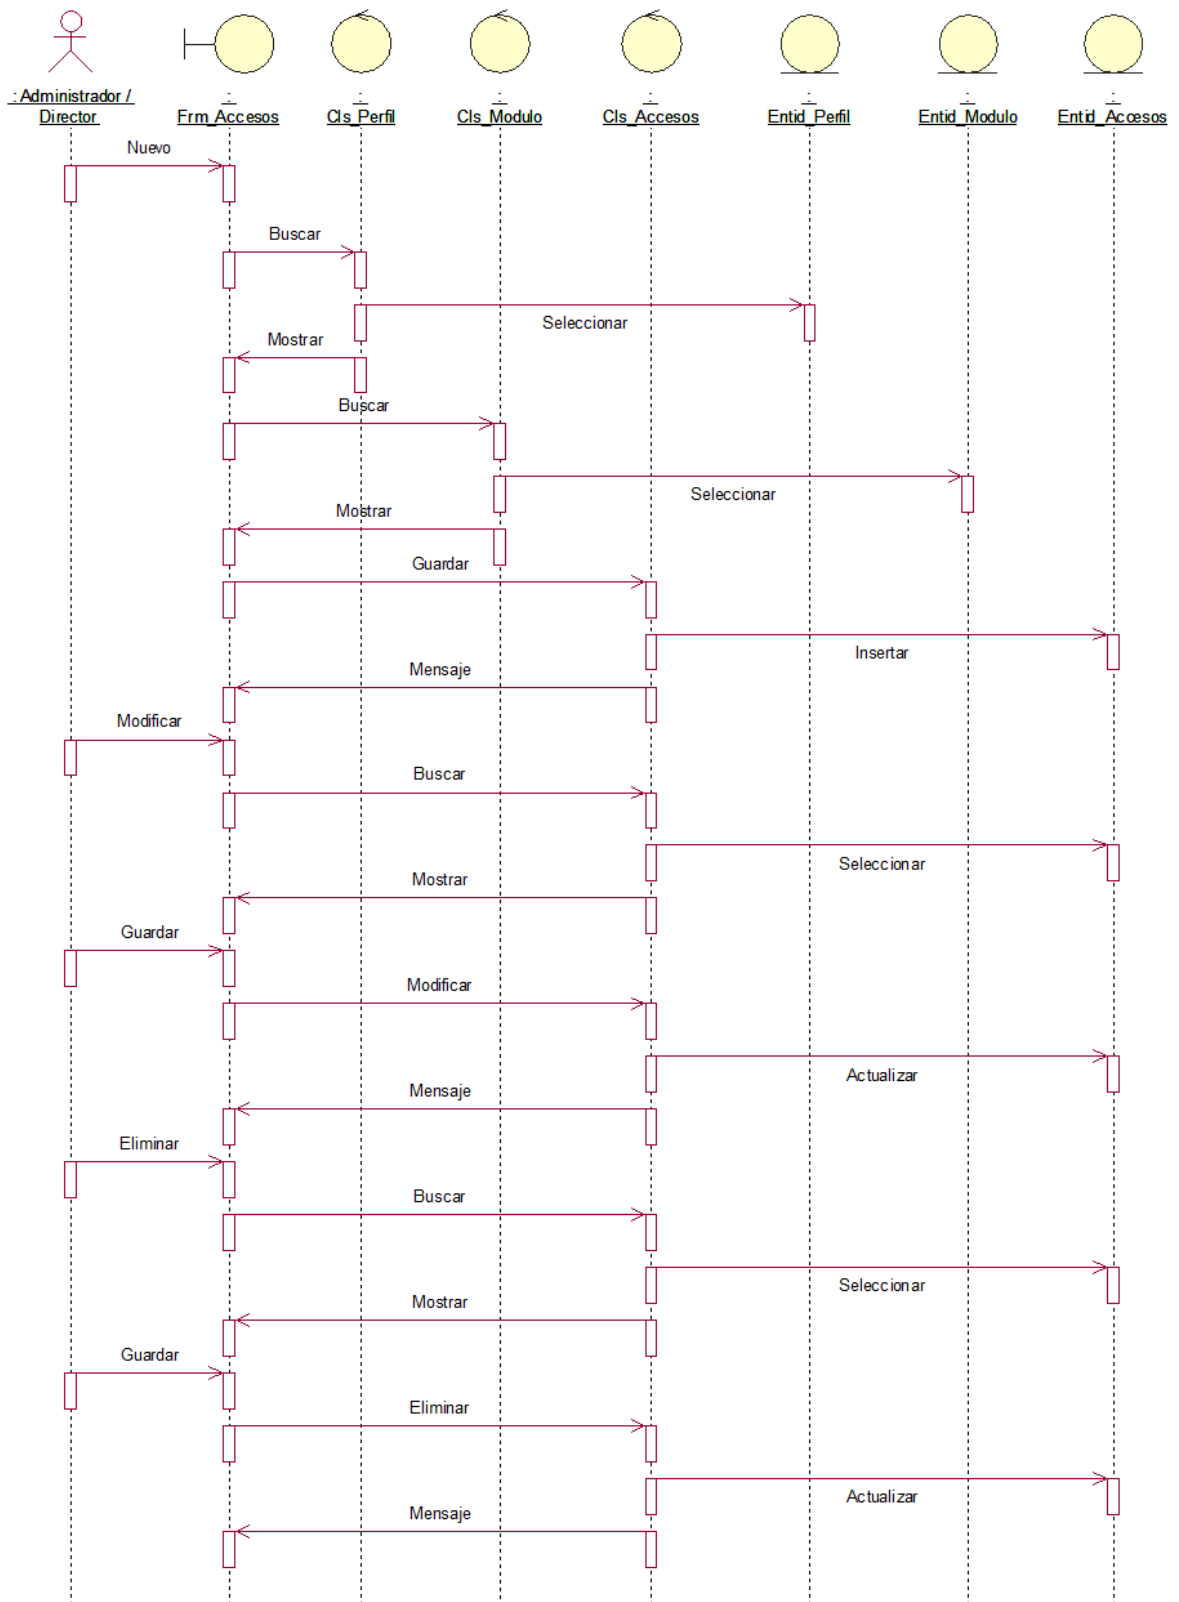 : Administrador /
Director
:
Frm_Accesos
:
Cls_Perfil
:
Cls_Modulo
:
Cls_Accesos
:
Entid_Perfil
:
Entid_Modulo
:
Entid_Accesos
Nuevo
Buscar
Seleccionar
Mostrar
Buscar
Seleccionar
Mostrar
Guardar
Insertar
Mensaje
Modificar
Buscar
Seleccionar
Mostrar
Guardar
Modificar
Actualizar
Mensaje
Eliminar
Buscar
Seleccionar
Mostrar
Guardar
Eliminar
Actualizar
Mensaje